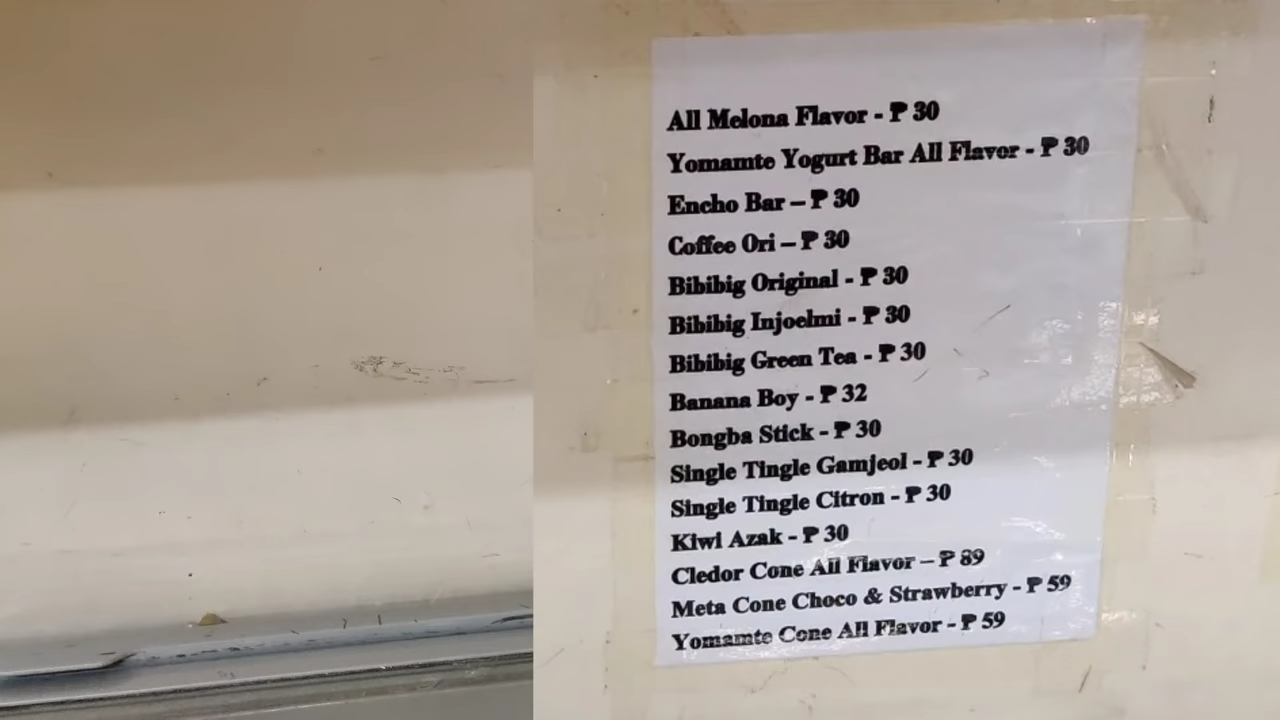 All Melona Flavor - ₱ 30
Yomamte Yogurt Bar All Flavor - ₱ 30
Encho Bar – ₱ 30
Coffee Ori – ₱ 30
Bibibig Original - ₱ 30
Bibibig Injoelmi - ₱ 30
Bibibig Green Tea - ₱ 30
Banana Boy - ₱ 32
Bongba Stick - ₱ 30
Single Tingle Gamjeol - ₱ 30
Single Tingle Citron - ₱ 30
Kiwi Azak - ₱ 30
Cledor Cone All Flavor – ₱ 89
Meta Cone Choco & Strawberry - ₱ 59
Yomamte Cone All Flavor - ₱ 59